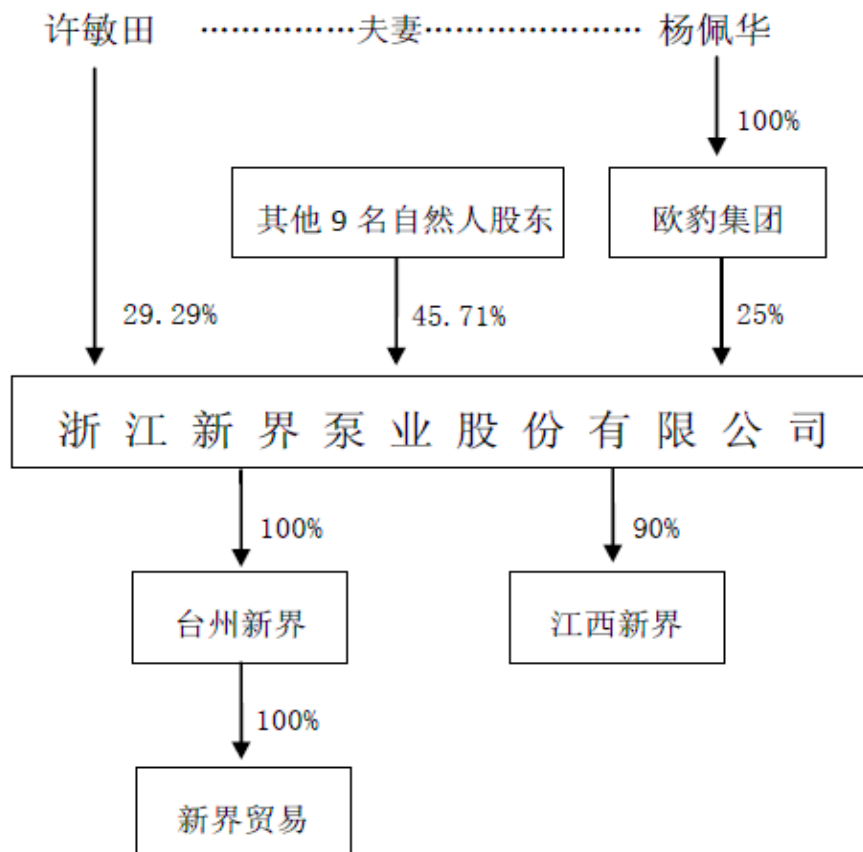 许敏田 ……………夫妻………………… 杨佩华
100%
其他 9 名自然人股东
欧豹集团
29.29%
45.71%
25%
浙江新界泵业股份有限公司
100%
90%
台州新界
江西新界
100%
新界贸易